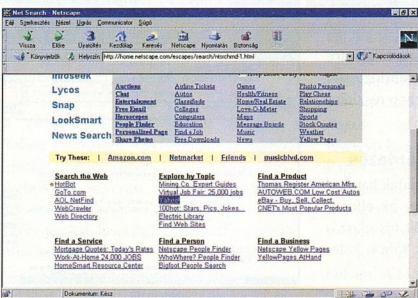 Net Search - Netscape
Fájl Szerkesztés Nézet Ugrás Communicator Súgó
Vissza Előre Újratöltés Kezdőlap Keresés Netscape Nyomtatás Biztonság
Helyszín http://home.netscape.com/escapes/search/ntsrchrnd-1.html Kapcsolódások
Infoseek
Lycos
Snap
LookSmart
News Search
Auctions Airline Tickets Games Photo Personals
Chat Autos Health/Fitness Play Chess
Entertainment Classifieds Home/Real Estate Relationships
Free Email Colleges Love-O-Meter Shopping
Horoscopes Computers Maps Sports
People Finder Education Message Boards Stock Quotes
Personalized Page Find a Job Music Weather
Share Photos Free Downloads News Yellow Pages
Try These: | Amazon.com | Netmarket | Friends | musicblvd.com
Search the Web Explore by Topic Find a Product
HotBot Mining Co. Expert Guides Thomas Register American Mfrs.
GoTo.com Virtual Job Fair: 25,000 jobs AUTOWEB.COM Low Cost Autos
AOL NetFind Yahoo! eBay - Buy, Sell, Collect.
WebCrawler 100hot: Stars, Pics, Jokes... CNET's Most Popular Products
Web Directory Electric Library
Find Web Sites
Find a Service Find a Person Find a Business
Mortgage Quotes: Today's Rates Netscape People Finder Netscape Yellow Pages
Work-At-Home 24,000 JOBS WhoWhere? People Finder YellowPages AtHand
HomeSmart Resource Center Bigfoot People Search
Dokumentum: Kész